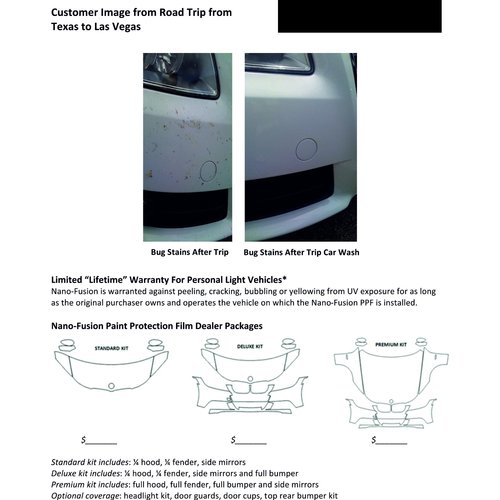 Customer Image from Road Trip from
Texas to Las Vegas
Bug Stains After Trip
Bug Stains After Trip Car Wash
Limited “Lifetime” Warranty For Personal Light Vehicles*
Nano-Fusion is warranted against peeling, cracking, bubbling or yellowing from UV exposure for as long
as the original purchaser owns and operates the vehicle on which the Nano-Fusion PPF is installed.
Nano-Fusion Paint Protection Film Dealer Packages
STANDARD KIT
DELUXE KIT
PREMIUM KIT
$______
$______
$______
Standard kit includes: ¼ hood, ¼ fender, side mirrors
Deluxe kit includes: ¼ hood, ¼ fender, side mirrors and full bumper
Premium kit includes: full hood, full fender, full bumper and side mirrors
Optional coverage: headlight kit, door guards, door cups, top rear bumper kit